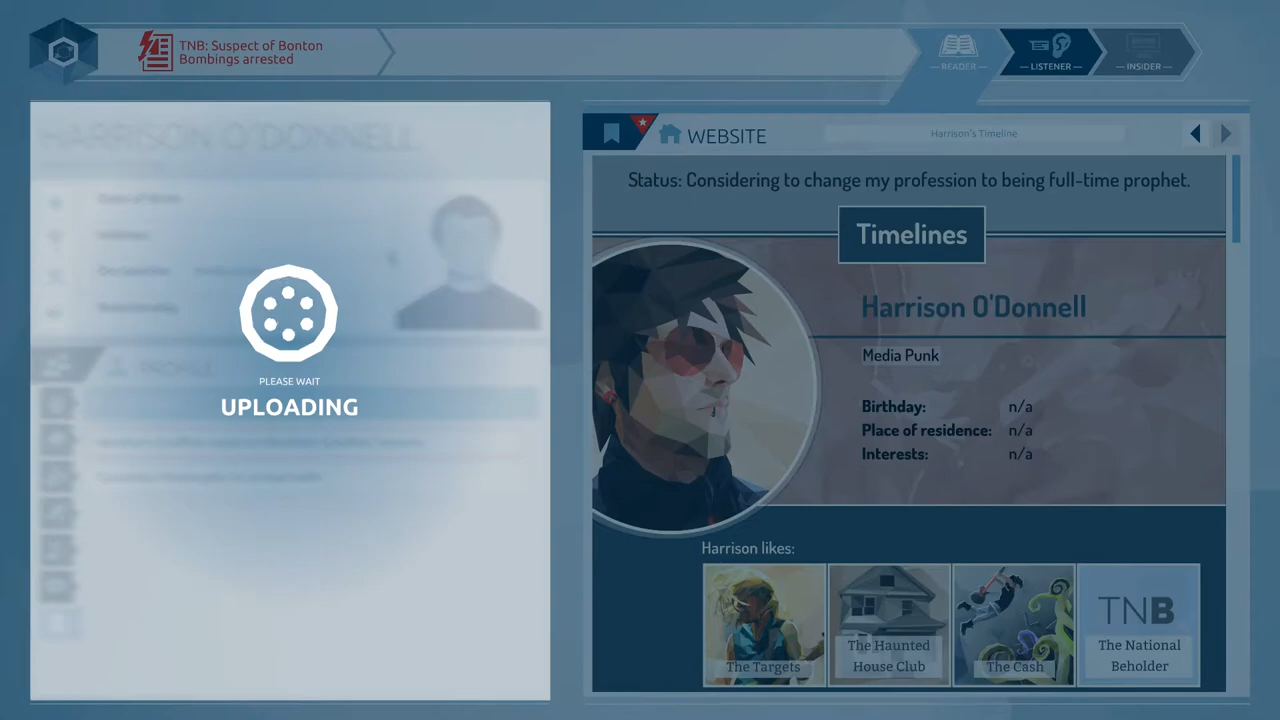 TNB: Suspect of Bonton
Bombings arrested
— READER —
— LISTENER —
— INSIDER —
HARRISON O'DONNELL
PLEASE WAIT
UPLOADING
WEBSITE
Harrison's Timeline
Status: Considering to change my profession to being full-time prophet.
Timelines
Harrison O'Donnell
Media Punk
Birthday: n/a
Place of residence: n/a
Interests: n/a
Harrison likes:
The Targets
The Haunted
House Club
The Cash
TNB
The National
Beholder